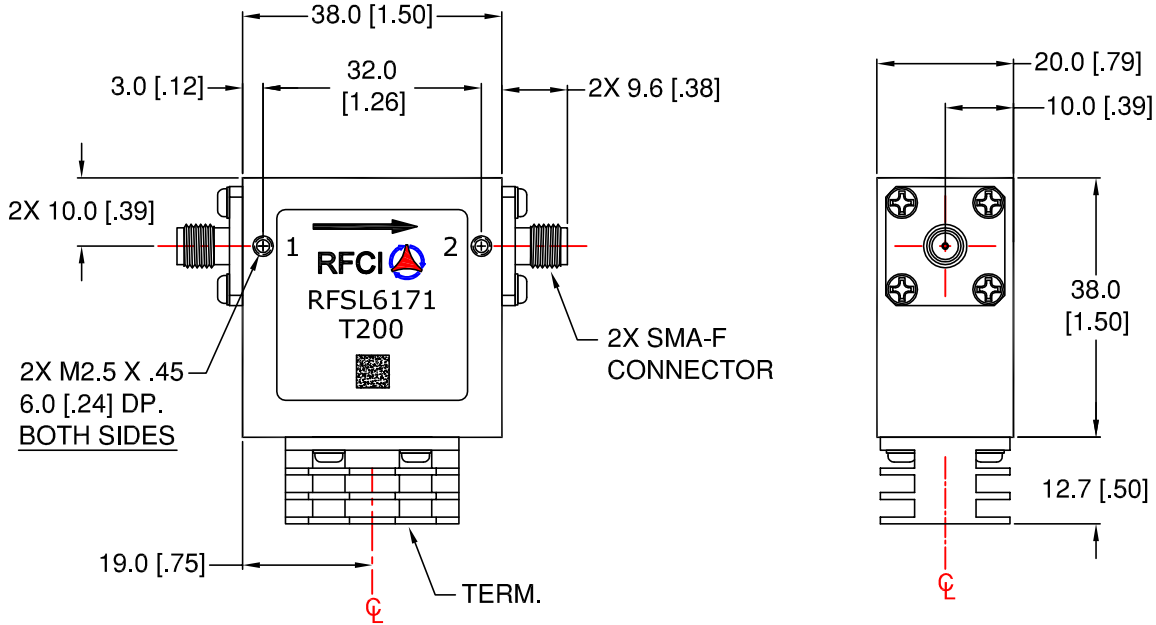 38.0 [1.50]
3.0 [.12]
32.0
[1.26]
2X 9.6 [.38]
20.0 [.79]
10.0 [.39]
2X 10.0 [.39]
1
2
RFCI
RFSL6171
T200
38.0
[1.50]
2X SMA-F
CONNECTOR
2X M2.5 X .45
6.0 [.24] DP.
BOTH SIDES
12.7 [.50]
19.0 [.75]
TERM.
℄
℄